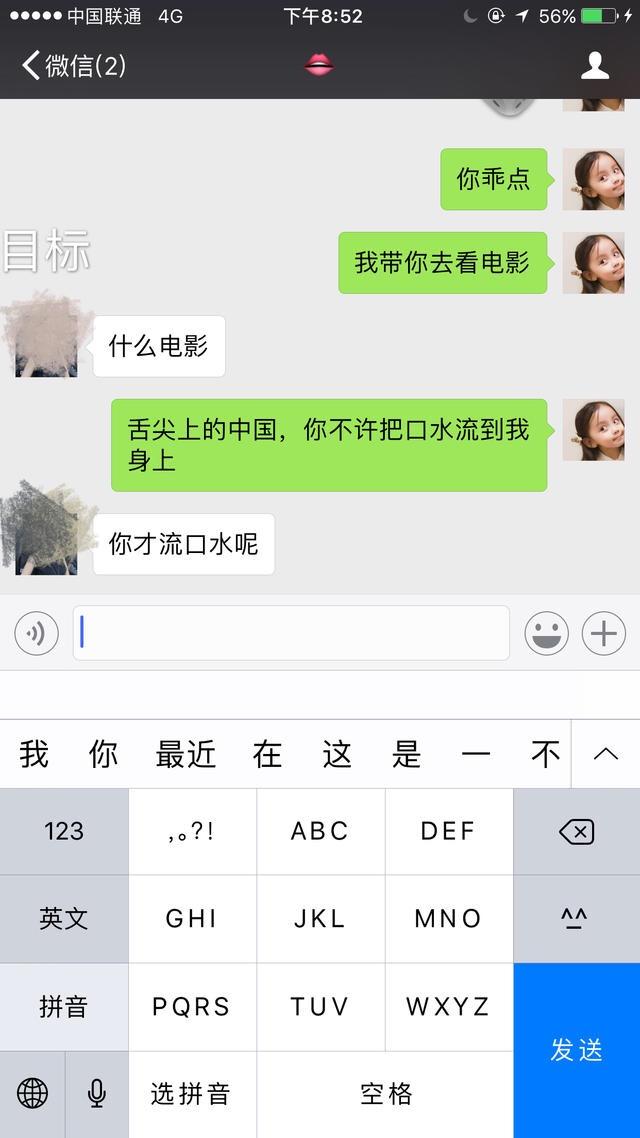 中国联通 4G 下午8:52 56%
微信(2)
你乖点
目标
我带你去看电影
什么电影
舌尖上的中国，你不许把口水流到我
身上
你才流口水呢
我 你 最近 在 这 是 一 不
123 ,。?! ABC DEF
英文 GHI JKL MNO ^^
拼音 PQRS TUV WXYZ
发送
选拼音 空格